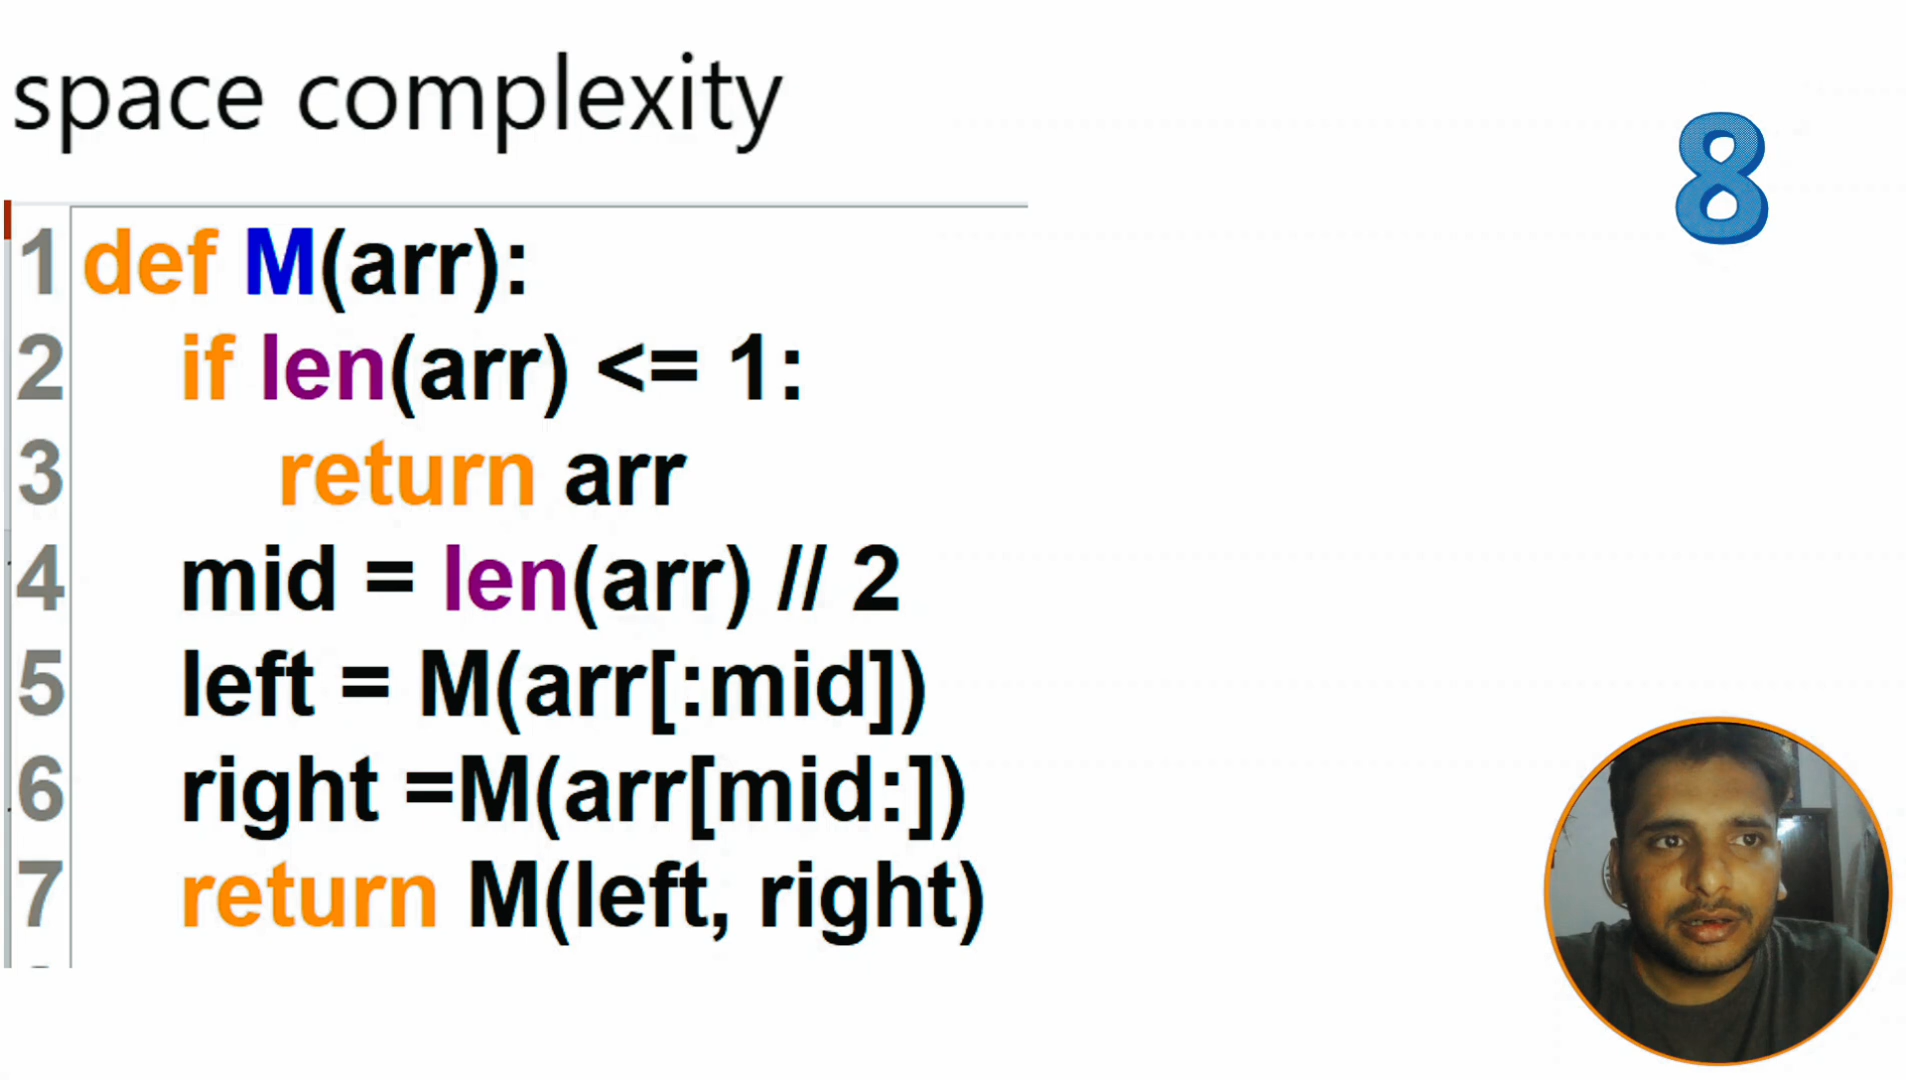 space complexity
8
1 def M(arr):
2 if len(arr) <= 1:
3 return arr
4 mid = len(arr) // 2
5 left = M(arr[:mid])
6 right =M(arr[mid:])
7 return M(left, right)